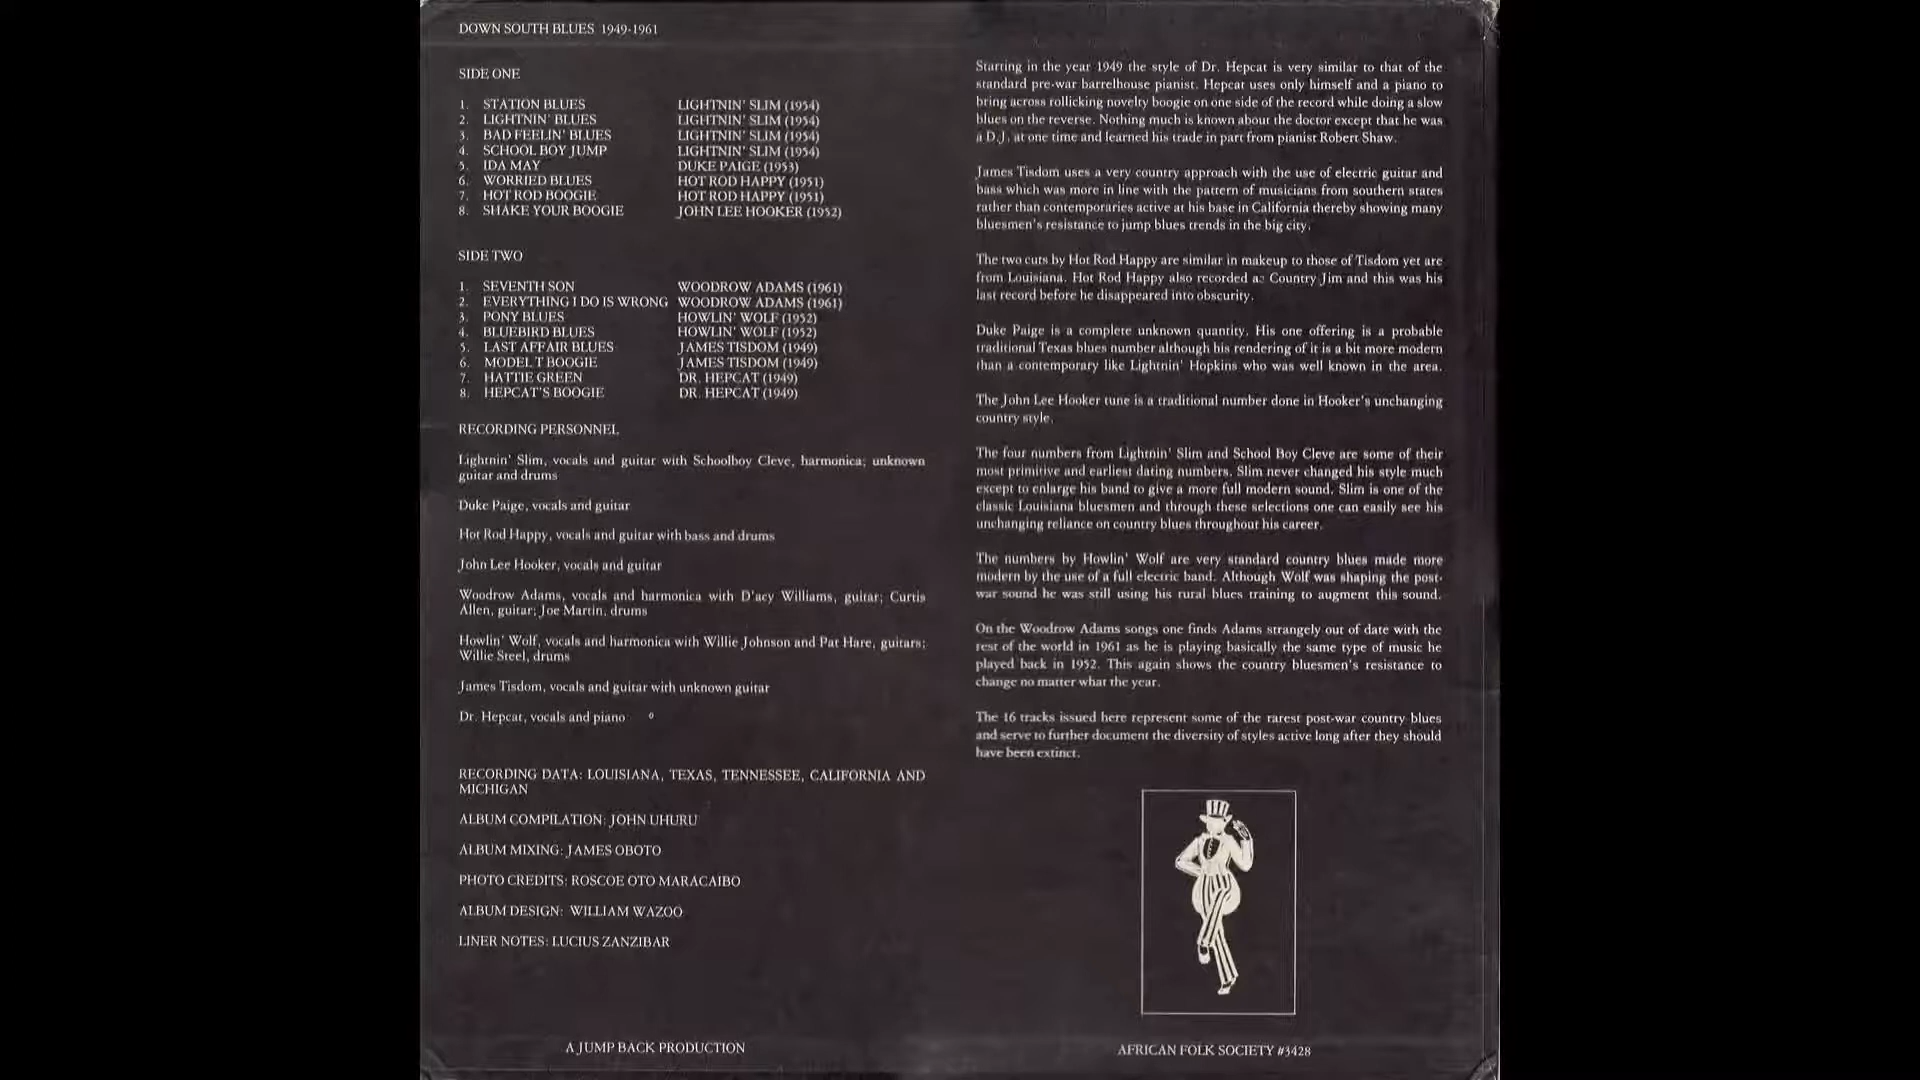 DOWN SOUTH BLUES 1949-1961
SIDE ONE
1. STATION BLUES LIGHTNIN' SLIM (1954)
2. LIGHTNIN' BLUES LIGHTNIN' SLIM (1954)
3. BAD FEELIN' BLUES LIGHTNIN' SLIM (1954)
4. SCHOOL BOY JUMP LIGHTNIN' SLIM (1954)
5. IDA MAY DUKE PAIGE (1953)
6. WORRIED BLUES HOT ROD HAPPY (1951)
7. HOT ROD BOOGIE HOT ROD HAPPY (1951)
8. SHAKE YOUR BOOGIE JOHN LEE HOOKER (1952)
SIDE TWO
1. SEVENTH SON WOODROW ADAMS (1961)
2. EVERYTHING I DO IS WRONG WOODROW ADAMS (1961)
3. PONY BLUES HOWLIN' WOLF (1952)
4. BLUEBIRD BLUES HOWLIN' WOLF (1952)
5. LAST AFFAIR BLUES JAMES TISDOM (1949)
6. MODEL T BOOGIE JAMES TISDOM (1949)
7. HATTIE GREEN DR. HEPCAT (1949)
8. HEPCAT'S BOOGIE DR. HEPCAT (1949)
RECORDING PERSONNEL
Lightnin' Slim, vocals and guitar with Schoolboy Cleve, harmonica; unknown
guitar and drums
Duke Paige, vocals and guitar
Hot Rod Happy, vocals and guitar with bass and drums
John Lee Hooker, vocals and guitar
Woodrow Adams, vocals and harmonica with D'acy Williams, guitar; Curtis
Allen, guitar; Joe Martin, drums
Howlin' Wolf, vocals and harmonica with Willie Johnson and Pat Hare, guitars;
Willie Steel, drums
James Tisdom, vocals and guitar with unknown guitar
Dr. Hepcat, vocals and piano
RECORDING DATA: LOUISIANA, TEXAS, TENNESSEE, CALIFORNIA AND
MICHIGAN
ALBUM COMPILATION: JOHN UHURU
ALBUM MIXING: JAMES OBOTO
PHOTO CREDITS: ROSCOE OTO MARACAIBO
ALBUM DESIGN: WILLIAM WAZOO
LINER NOTES: LUCIUS ZANZIBAR
A JUMP BACK PRODUCTION
Starting in the year 1949 the style of Dr. Hepcat is very similar to that of the
standard pre-war barrelhouse pianist. Hepcat uses only himself and a piano to
bring across rollicking novelty boogie on one side of the record while doing a slow
blues on the reverse. Nothing much is known about the doctor except that he was
a D.J. at one time and learned his trade in part from pianist Robert Shaw.
James Tisdom uses a very country approach with the use of electric guitar and
bass which was more in line with the pattern of musicians from southern states
rather than contemporaries active at his base in California thereby showing many
bluesmen's resistance to jump blues trends in the big city.
The two cuts by Hot Rod Happy are similar in makeup to those of Tisdom yet are
from Louisiana. Hot Rod Happy also recorded as Country Jim and this was his
last record before he disappeared into obscurity.
Duke Paige is a complete unknown quantity. His one offering is a probable
traditional Texas blues number although his rendering of it is a bit more modern
than a contemporary like Lightnin' Hopkins who was well known in the area.
The John Lee Hooker tune is a traditional number done in Hooker's unchanging
country style.
The four numbers from Lightnin' Slim and School Boy Cleve are some of their
most primitive and earliest dating numbers. Slim never changed his style much
except to enlarge his band to give a more full modern sound. Slim is one of the
classic Louisiana bluesmen and through these selections one can easily see his
unchanging reliance on country blues throughout his career.
The numbers by Howlin' Wolf are very standard country blues made more
modern by the use of a full electric band. Although Wolf was shaping the post-
war sound he was still using his rural blues training to augment this sound.
On the Woodrow Adams songs one finds Adams strangely out of date with the
rest of the world in 1961 as he is playing basically the same type of music he
played back in 1952. This again shows the country bluesmen's resistance to
change no matter what the year.
The 16 tracks issued here represent some of the rarest post-war country blues
and serve to further document the diversity of styles active long after they should
have been extinct.
AFRICAN FOLK SOCIETY #3428